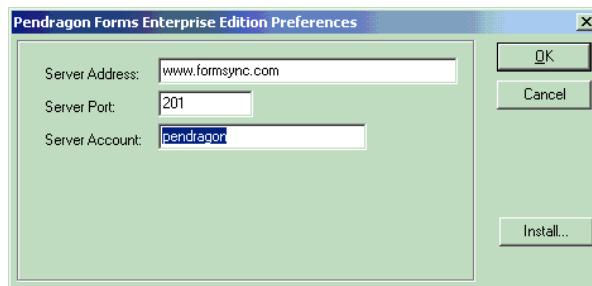 Pendragon Forms Enterprise Edition Preferences
Server Address: www.formsync.com
Server Port: 201
Server Account: pendragon
OK
Cancel
Install...